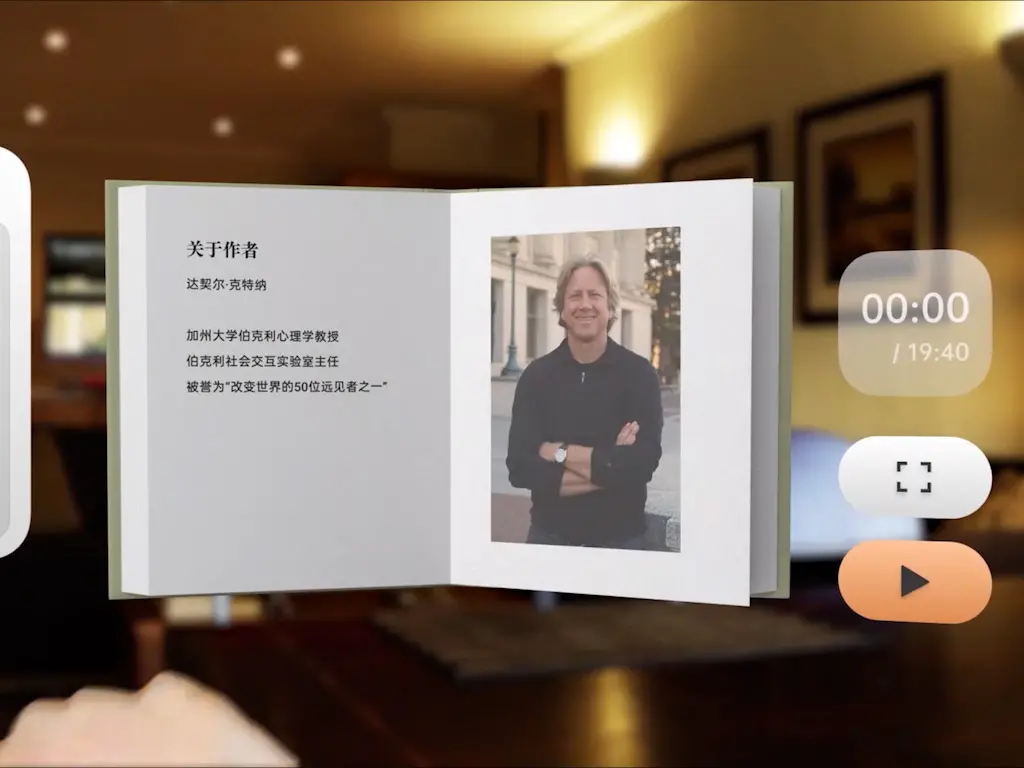 关于作者
达契尔·克特纳
加州大学伯克利心理学教授
伯克利社会交互实验室主任
被誉为“改变世界的50位远见者之一”
00:00
/ 19:40